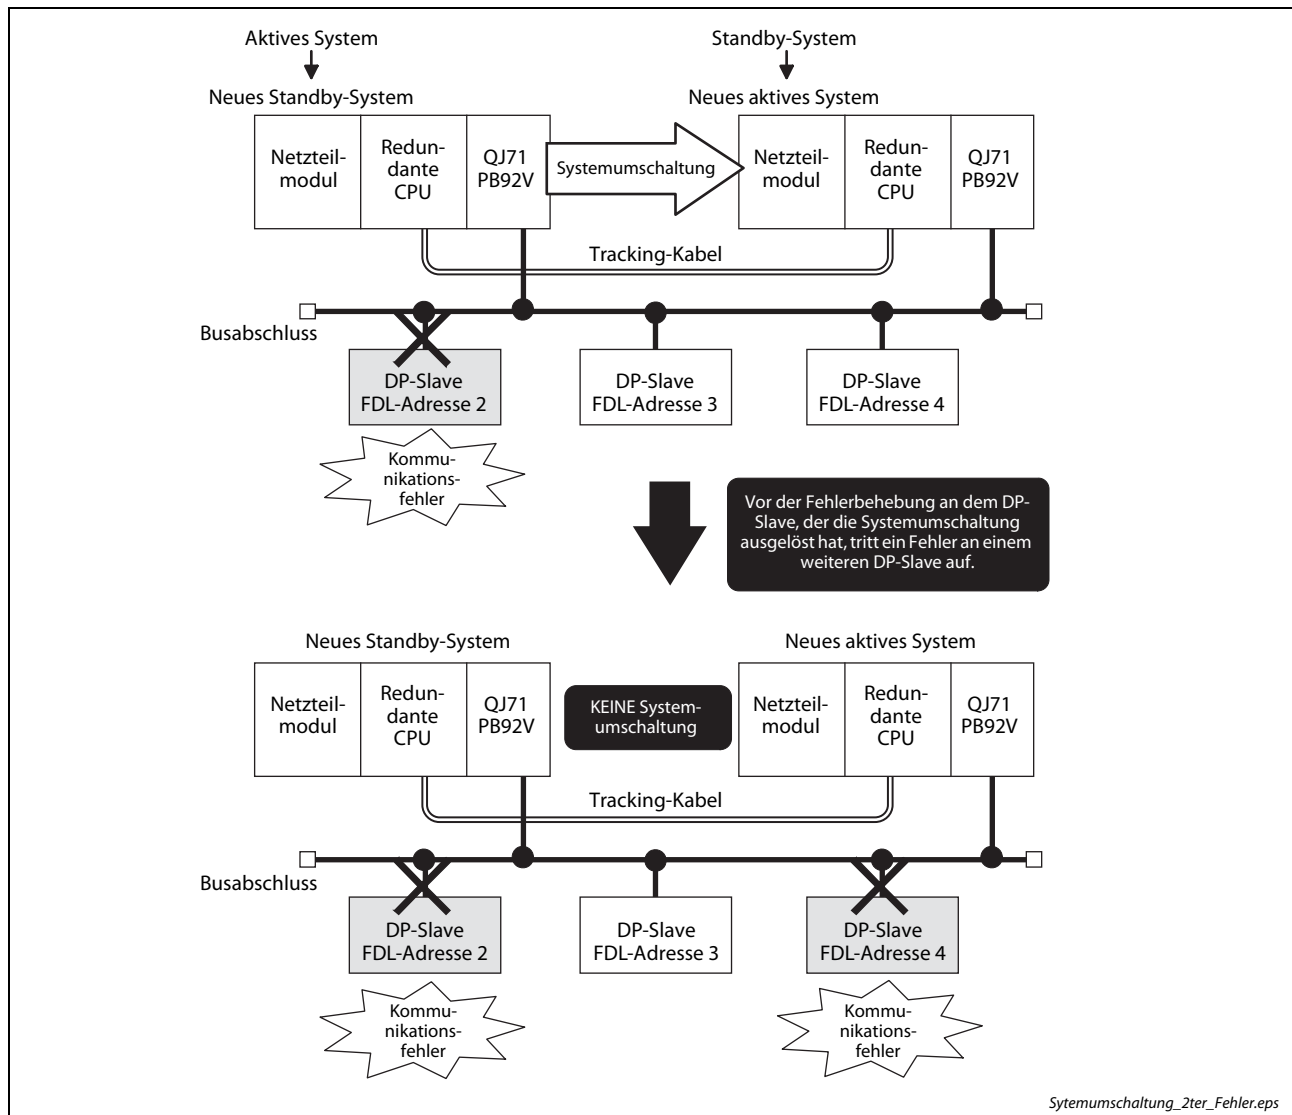 Aktives System
Standby-System
Neues Standby-System
Neues aktives System
Netzteil-
modul
Redun-
dante
CPU
QJ71
PB92V
Systemumschaltung
Netzteil-
modul
Redun-
dante
CPU
QJ71
PB92V
Tracking-Kabel
Busabschluss
DP-Slave
FDL-Adresse 2
DP-Slave
FDL-Adresse 3
DP-Slave
FDL-Adresse 4
Kommu-
nikations-
fehler
Vor der Fehlerbehebung an dem DP-
Slave, der die Systemumschaltung
ausgelöst hat, tritt ein Fehler an einem
weiteren DP-Slave auf.
Neues Standby-System
Neues aktives System
Netzteil-
modul
Redun-
dante
CPU
QJ71
PB92V
KEINE System-
umschaltung
Netzteil-
modul
Redun-
dante
CPU
QJ71
PB92V
Tracking-Kabel
Busabschluss
DP-Slave
FDL-Adresse 2
DP-Slave
FDL-Adresse 3
DP-Slave
FDL-Adresse 4
Kommu-
nikations-
fehler
Kommu-
nikations-
fehler
Sytemumschaltung_2ter_Fehler.eps